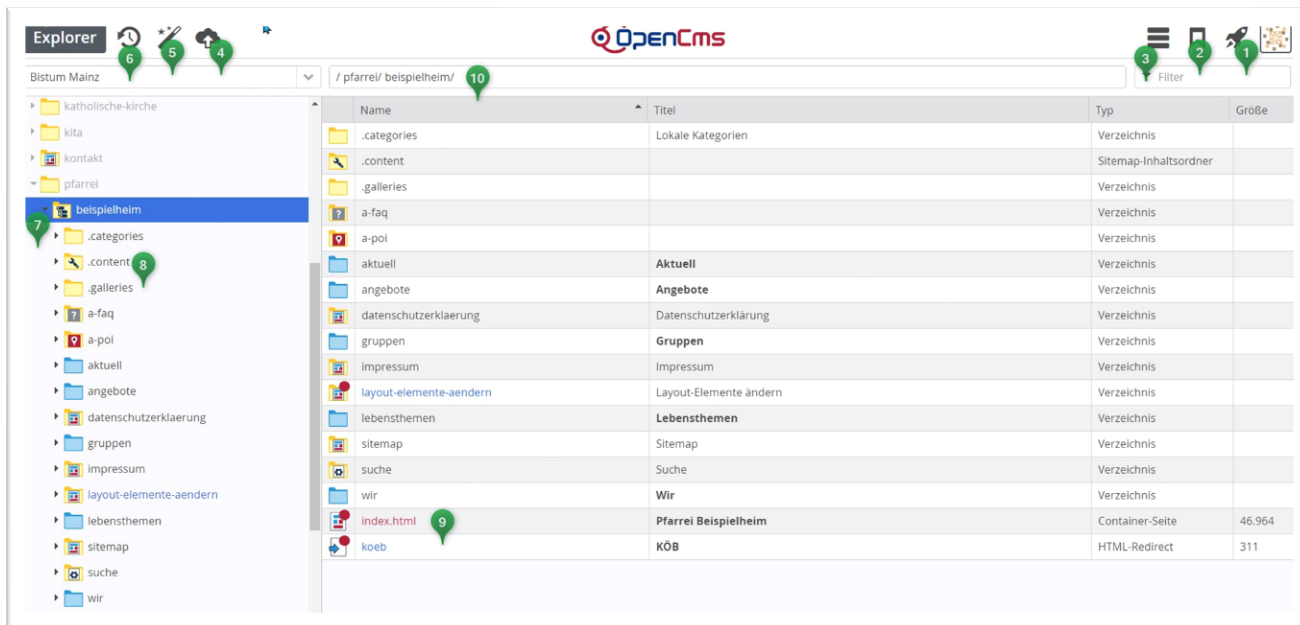 Explorer
OpenCms
6
5
4
3
2
1
Bistum Mainz
/ pfarrei/ beispielheim/
10
Filter
katholische-kirche
kita
kontakt
pfarrei
beispielheim
7
.categories
.content
8
.galleries
a-faq
a-poi
aktuell
angebote
datenschutzerklaerung
gruppen
impressum
layout-elemente-aendern
lebensthemen
sitemap
suche
wir
Name Titel Typ Größe
.categories Lokale Kategorien Verzeichnis
.content Sitemap-Inhaltsordner
.galleries Verzeichnis
a-faq Verzeichnis
a-poi Verzeichnis
aktuell Aktuell Verzeichnis
angebote Angebote Verzeichnis
datenschutzerklaerung Datenschutzerklärung Verzeichnis
gruppen Gruppen Verzeichnis
impressum Impressum Verzeichnis
layout-elemente-aendern Layout-Elemente ändern Verzeichnis
lebensthemen Lebensthemen Verzeichnis
sitemap Sitemap Verzeichnis
suche Suche Verzeichnis
wir Wir Verzeichnis
index.html 9 Pfarrei Beispielheim Container-Seite 46.964
koeb KÖB HTML-Redirect 311